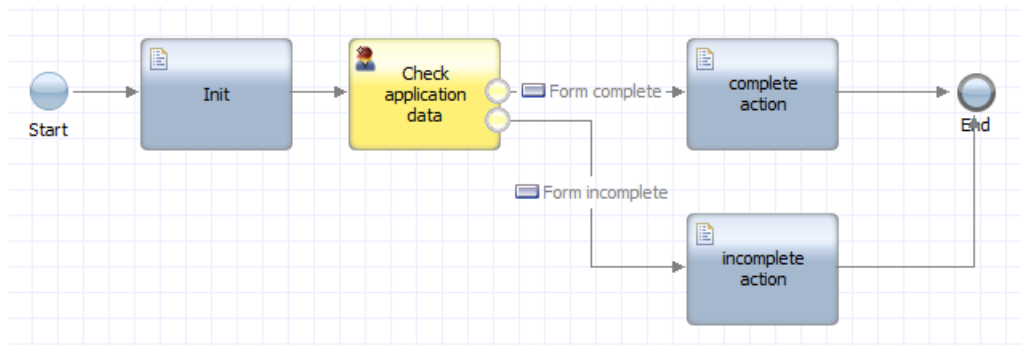 Start
Init
Check
application
data
Form complete
complete
action
End
Form incomplete
incomplete
action